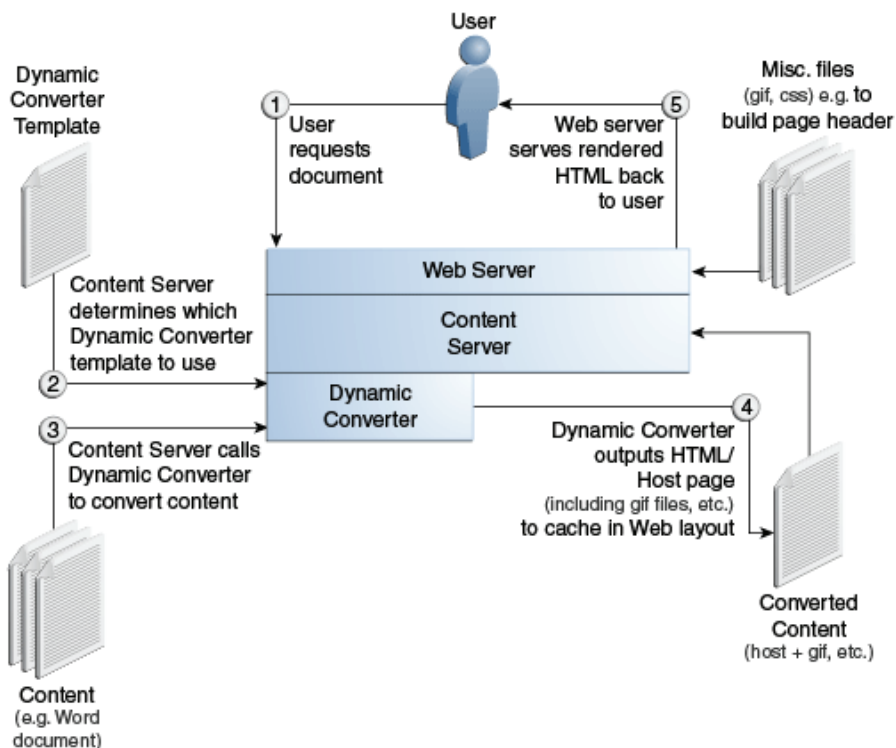 User
Dynamic
Converter
Template
Misc. files
(gif, css) e.g. to
build page header
1
User
requests
document
5
Web server
serves rendered
HTML back
to user
Web Server
Content
Server
Dynamic
Converter
Content Server
determines which
Dynamic Converter
template to use
2
3
Content Server calls
Dynamic Converter
to convert content
4
Dynamic Converter
outputs HTML/
Host page
(including gif files, etc.)
to cache in Web layout
Converted
Content
(host + gif, etc.)
Content
(e.g. Word
document)